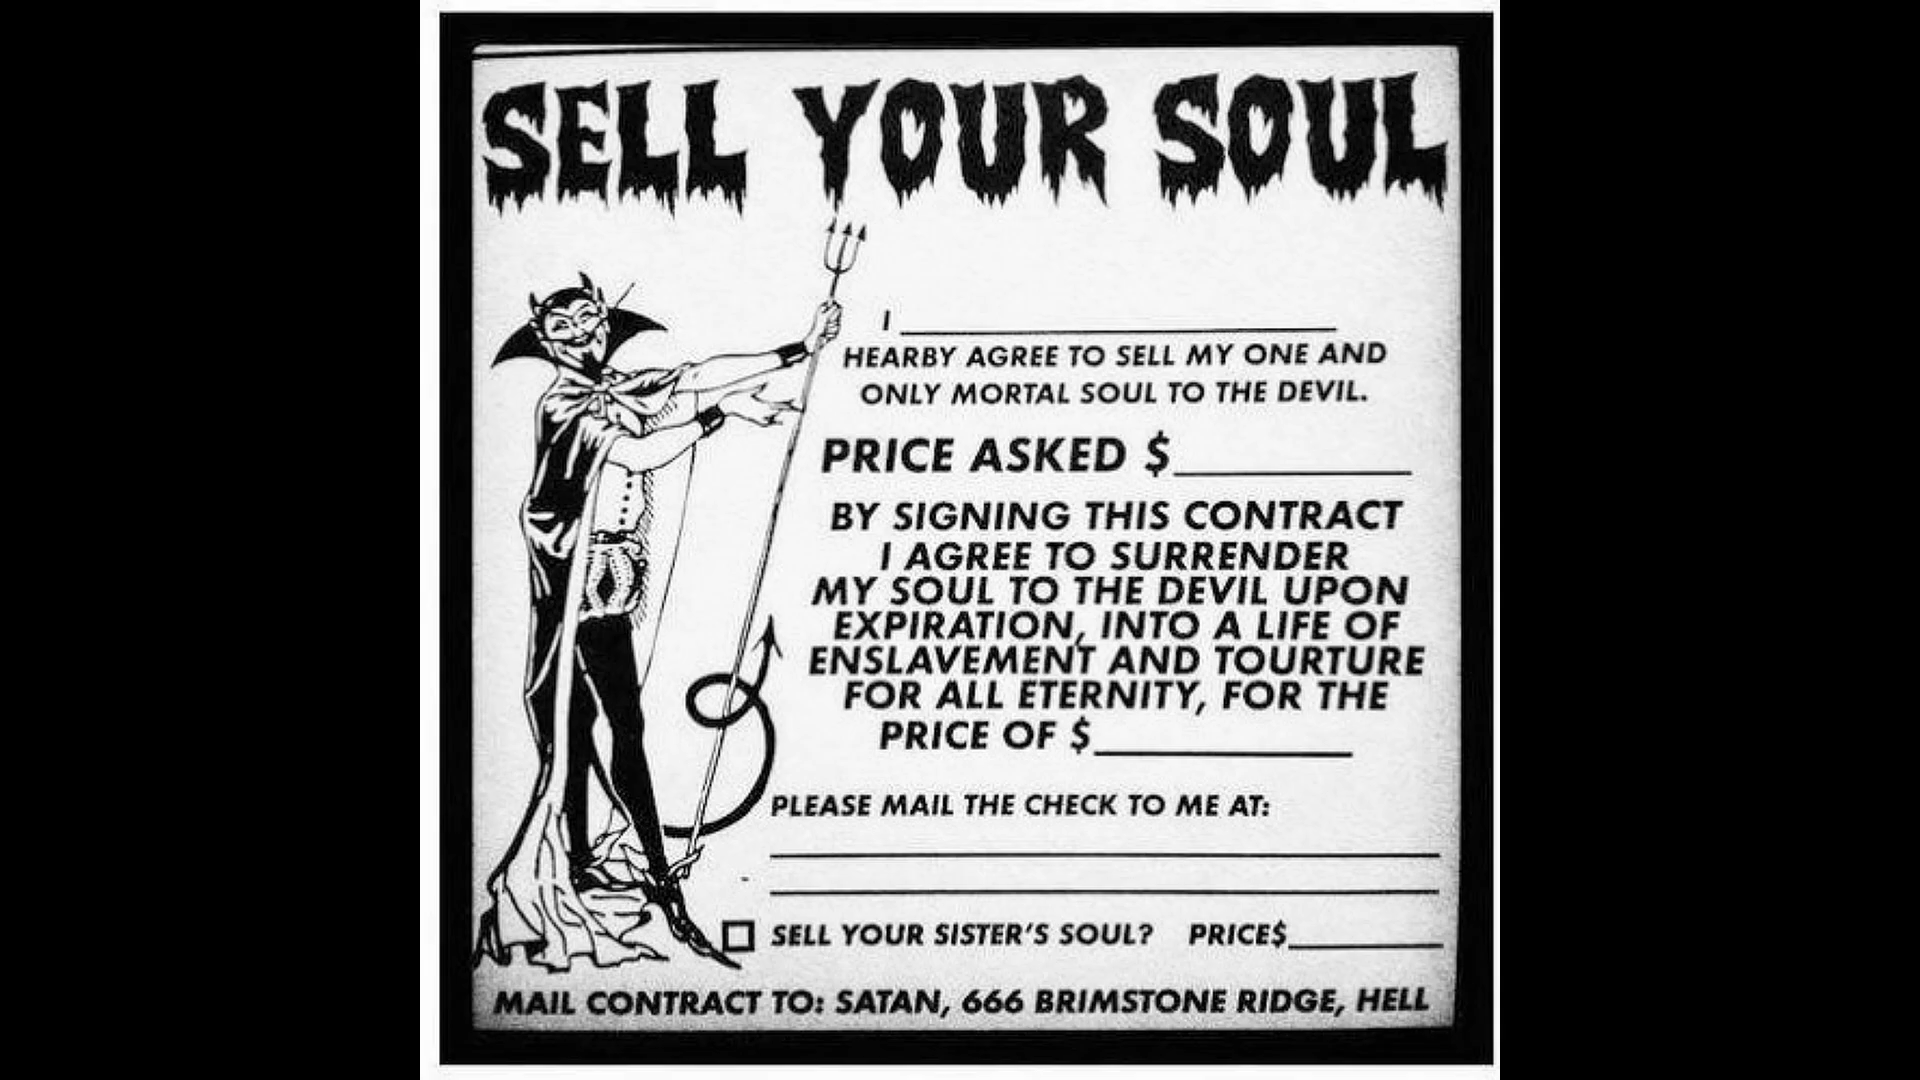 SELL YOUR SOUL
I
HEARBY AGREE TO SELL MY ONE AND
ONLY MORTAL SOUL TO THE DEVIL.
PRICE ASKED $
BY SIGNING THIS CONTRACT
I AGREE TO SURRENDER
MY SOUL TO THE DEVIL UPON
EXPIRATION, INTO A LIFE OF
ENSLAVEMENT AND TOURTURE
FOR ALL ETERNITY, FOR THE
PRICE OF $
PLEASE MAIL THE CHECK TO ME AT:
SELL YOUR SISTER'S SOUL? PRICE$
MAIL CONTRACT TO: SATAN, 666 BRIMSTONE RIDGE, HELL